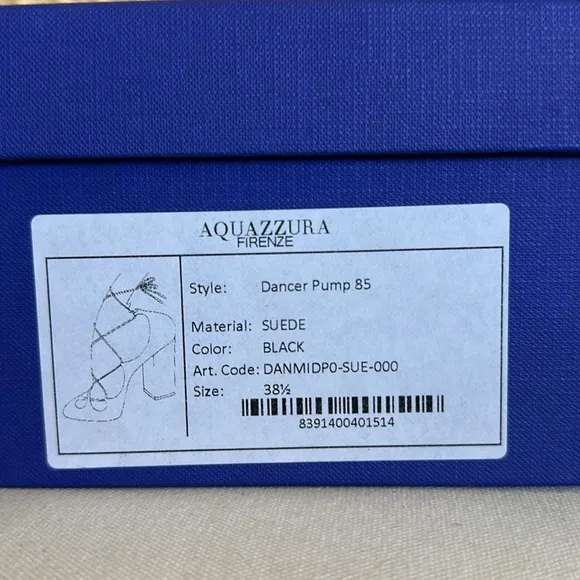 AQUAZZURA
FIRENZE
Style: Dancer Pump 85
Material: SUEDE
Color: BLACK
Art. Code: DANMIDP0-SUE-000
Size: 38½
8391400401514